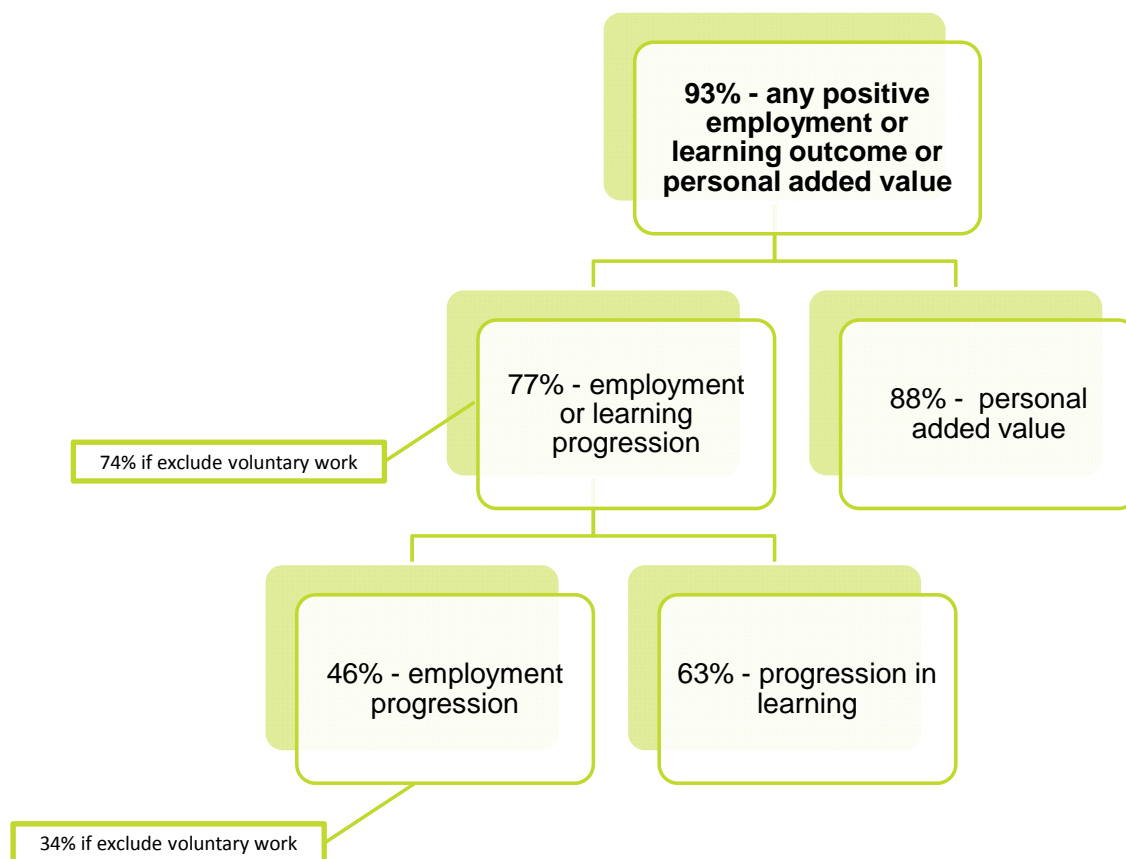 93% - any positive
employment or
learning outcome or
personal added value
77% - employment
or learning
progression
88% - personal
added value
74% if exclude voluntary work
46% - employment
progression
63% - progression in
learning
34% if exclude voluntary work